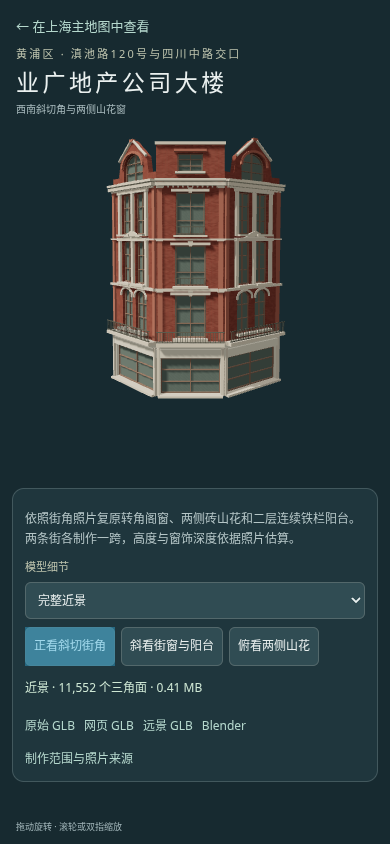 ← 在上海主地图中查看
黄浦区 · 滇池路120号与四川中路交口
业广地产公司大楼
西南斜切角与两侧山花窗
依照街角照片复原转角阁窗、两侧砖山花和二层连续铁栏阳台。
两条街各制作一跨，高度与窗饰深度依据照片估算。
模型细节
完整近景
正看斜切街角 斜看街窗与阳台 俯看两侧山花
近景 · 11,552 个三角面 · 0.41 MB
原始 GLB 网页 GLB 远景 GLB Blender
制作范围与照片来源
拖动旋转 · 滚轮或双指缩放